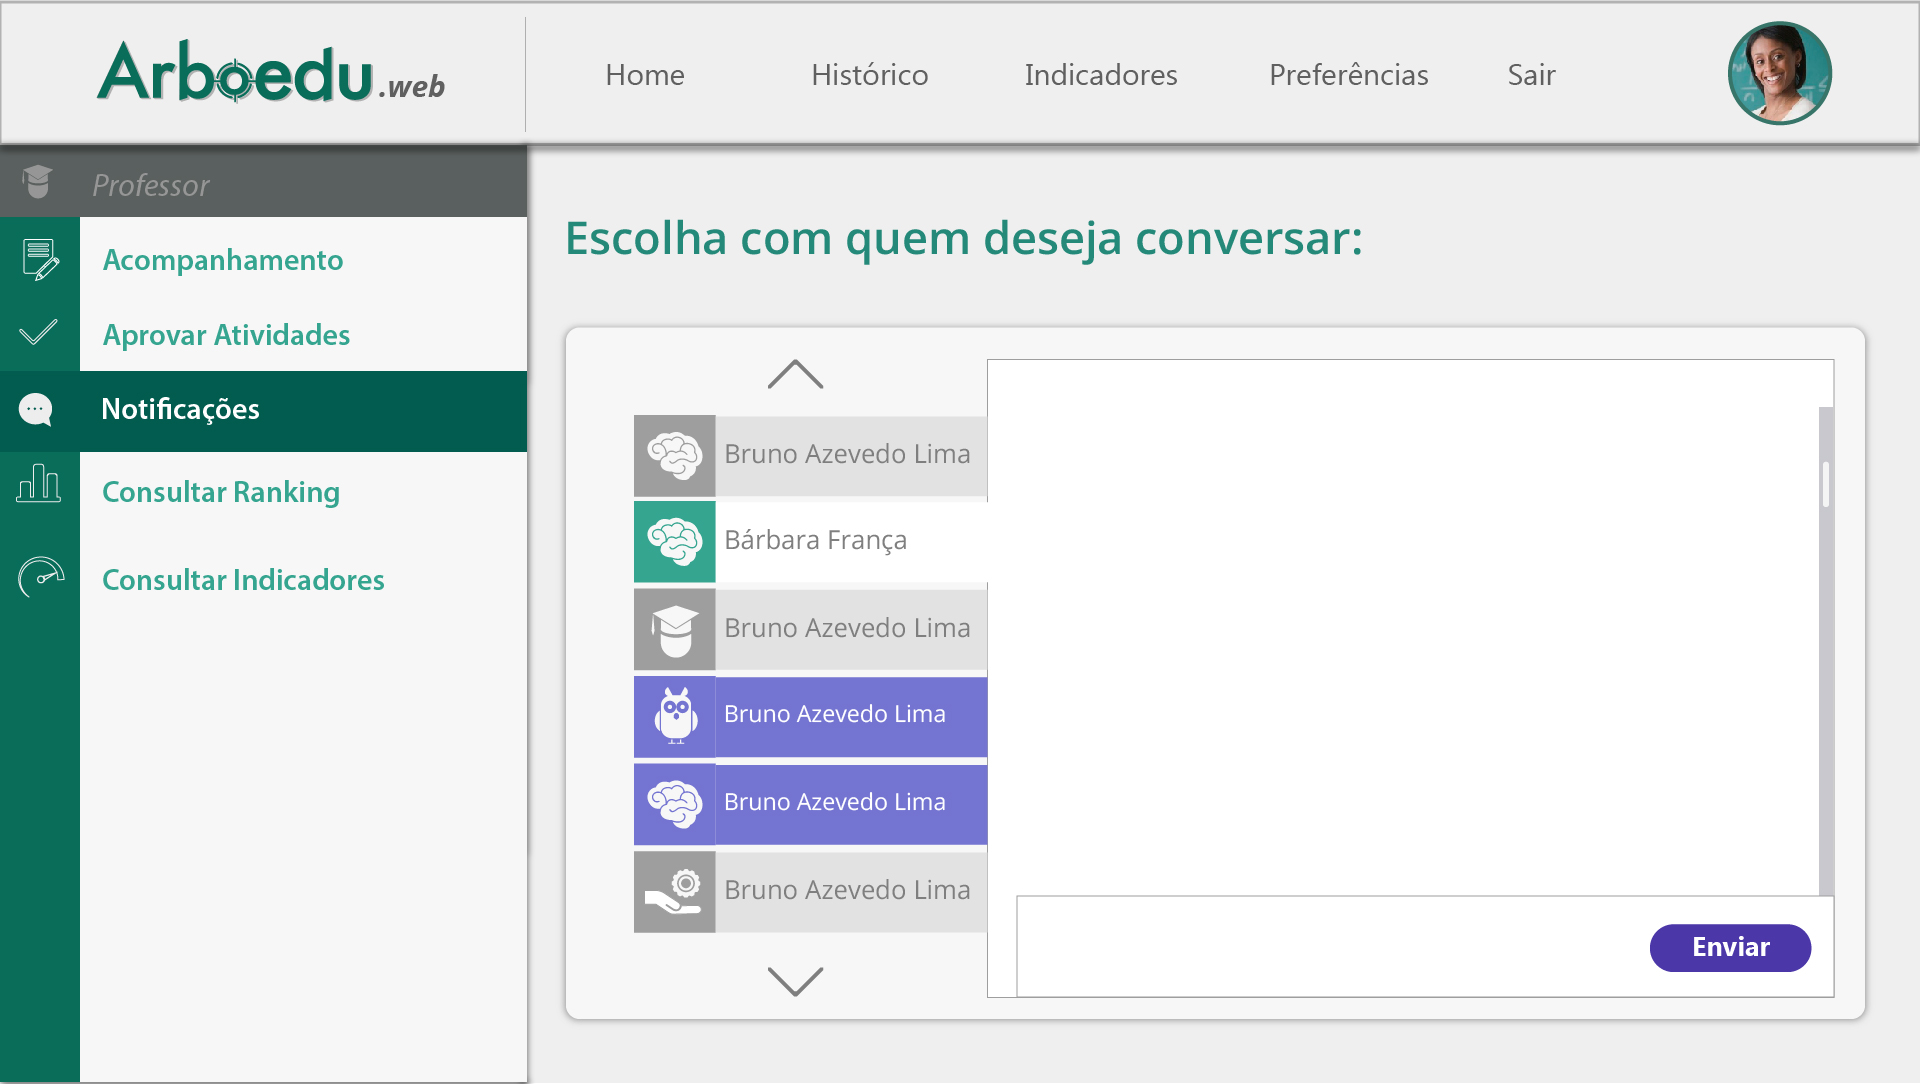 Arboedu.web
Home
Histórico
Indicadores
Preferências
Sair
Professor
Acompanhamento
Aprovar Atividades
Notificações
Consultar Ranking
Consultar Indicadores
Escolha com quem deseja conversar:
Bruno Azevedo Lima
Bárbara França
Bruno Azevedo Lima
Bruno Azevedo Lima
Bruno Azevedo Lima
Bruno Azevedo Lima
Enviar